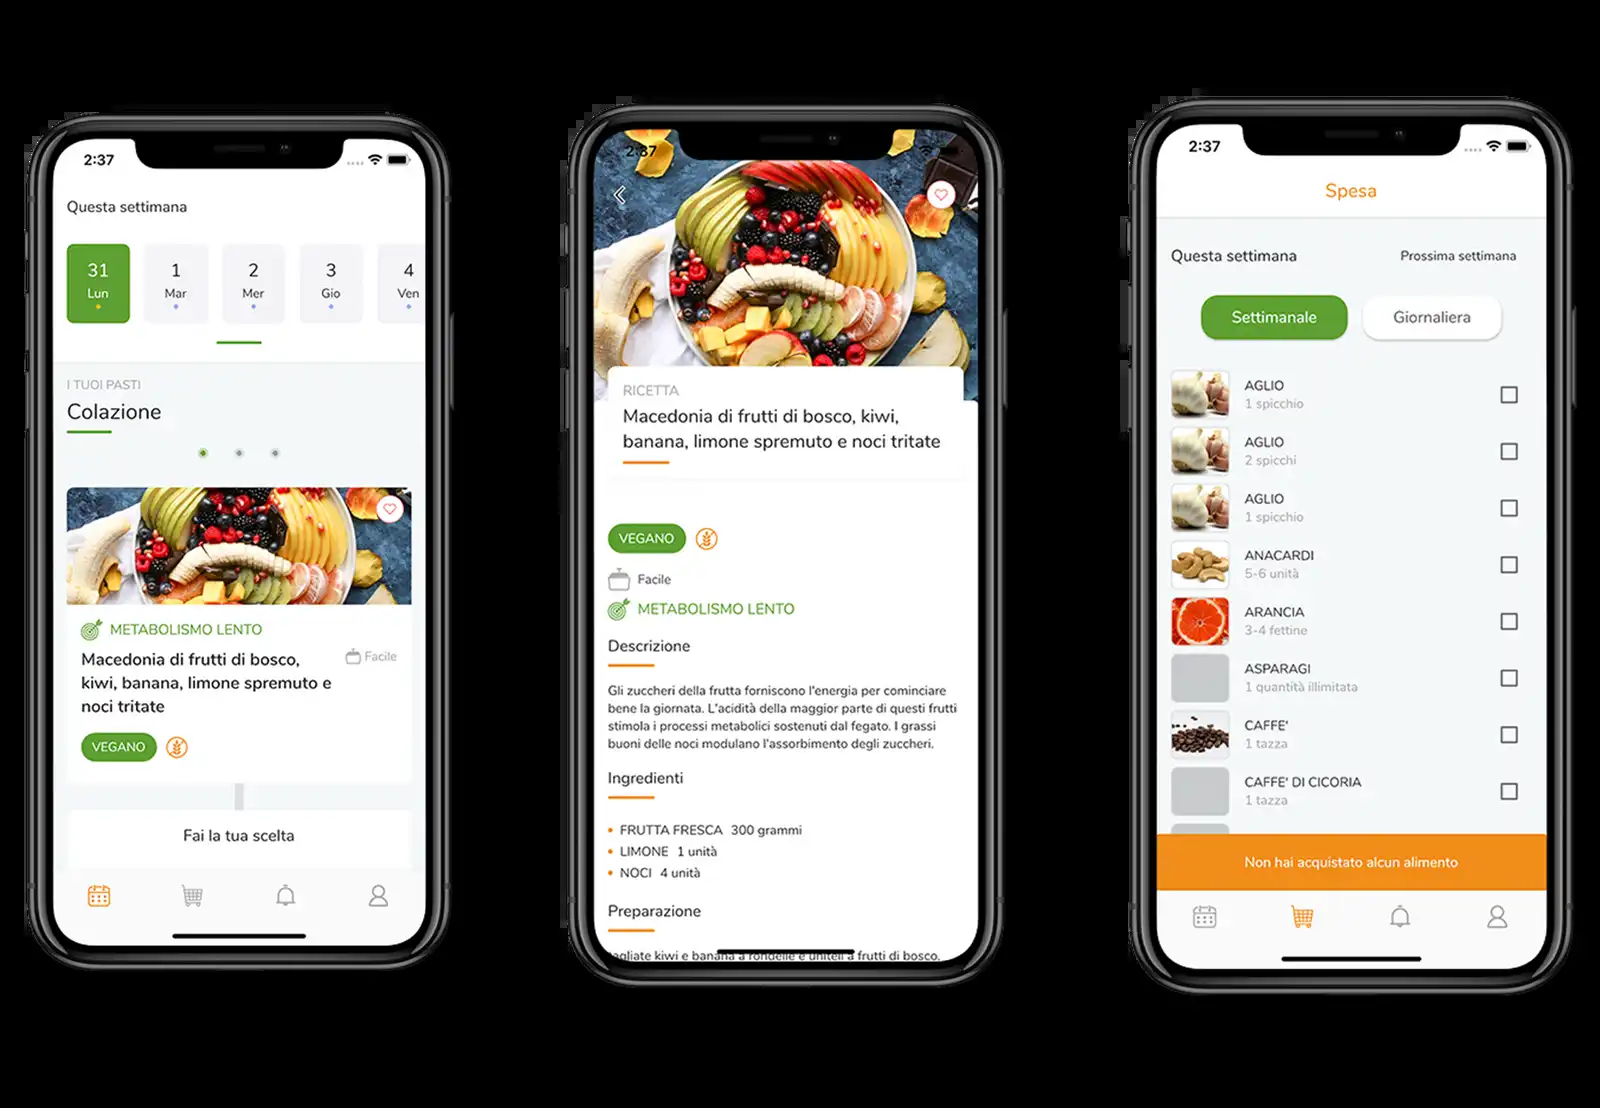 2:37
Questa settimana
31
Lun
1
Mar
2
Mer
3
Gio
4
Ven
I TUOI PASTI
Colazione
METABOLISMO LENTO
Macedonia di frutti di bosco,
kiwi, banana, limone spremuto e
noci tritate
Facile
VEGANO
Fai la tua scelta
2:37
RICETTA
Macedonia di frutti di bosco, kiwi,
banana, limone spremuto e noci tritate
VEGANO
Facile
METABOLISMO LENTO
Descrizione
Gli zuccheri della frutta forniscono l'energia per cominciare
bene la giornata. L'acidità della maggior parte di questi frutti
stimola i processi metabolici sostenuti dal fegato. I grassi
buoni delle noci modulano l'assorbimento degli zuccheri.
Ingredienti
• FRUTTA FRESCA 300 grammi
• LIMONE 1 unità
• NOCI 4 unità
Preparazione
Tagliate kiwi e banana a rondelle e uniteli a frutti di bosco.
2:37
Spesa
Questa settimana
Prossima settimana
Settimanale
Giornaliera
AGLIO
1 spicchio
AGLIO
2 spicchi
AGLIO
1 spicchio
ANACARDI
5-6 unità
ARANCIA
3-4 fettine
ASPARAGI
1 quantità illimitata
CAFFE'
1 tazza
CAFFE' DI CICORIA
1 tazza
Non hai acquistato alcun alimento